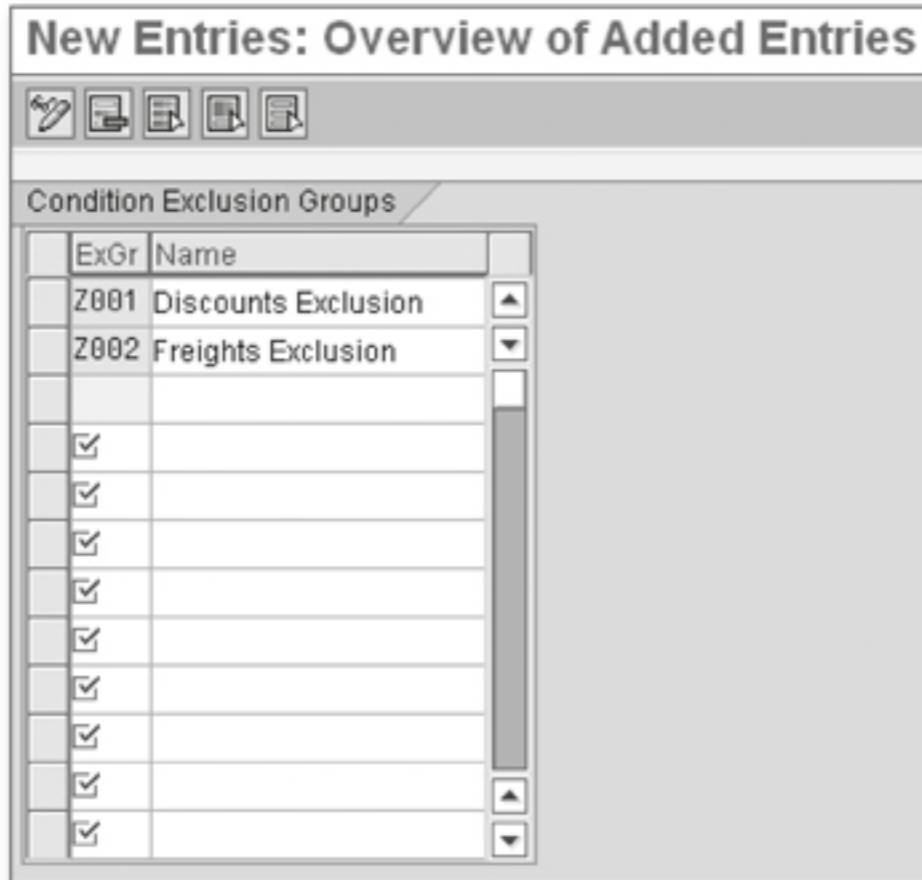 New Entries: Overview of Added Entries
Condition Exclusion Groups
ExGr Name
Z001 Discounts Exclusion
Z002 Freights Exclusion